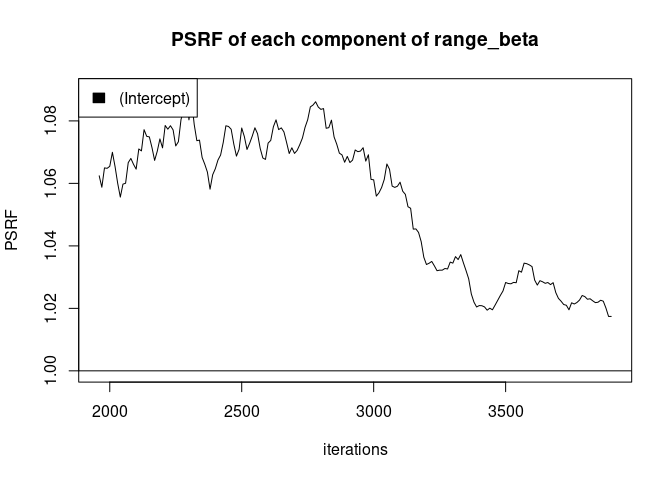 PSRF of each component of range_beta
(Intercept)
PSRF
1.08
1.06
1.04
1.02
1.00
2000 2500 3000 3500
iterations